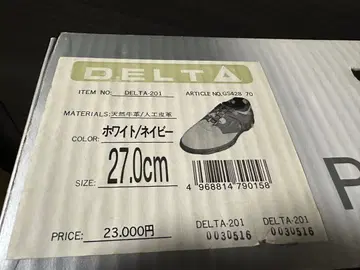 DELTA
ITEM NO: DELTA-201 ARTICLE NO.GS428 70
MATERIALS: 天然牛革/人工皮革
COLOR: ホワイト/ネイビー
SIZE: 27.0cm
4 968814 790158
PRICE: 23.000円
DELTA-201 DELTA-201
0030516 0030516
P